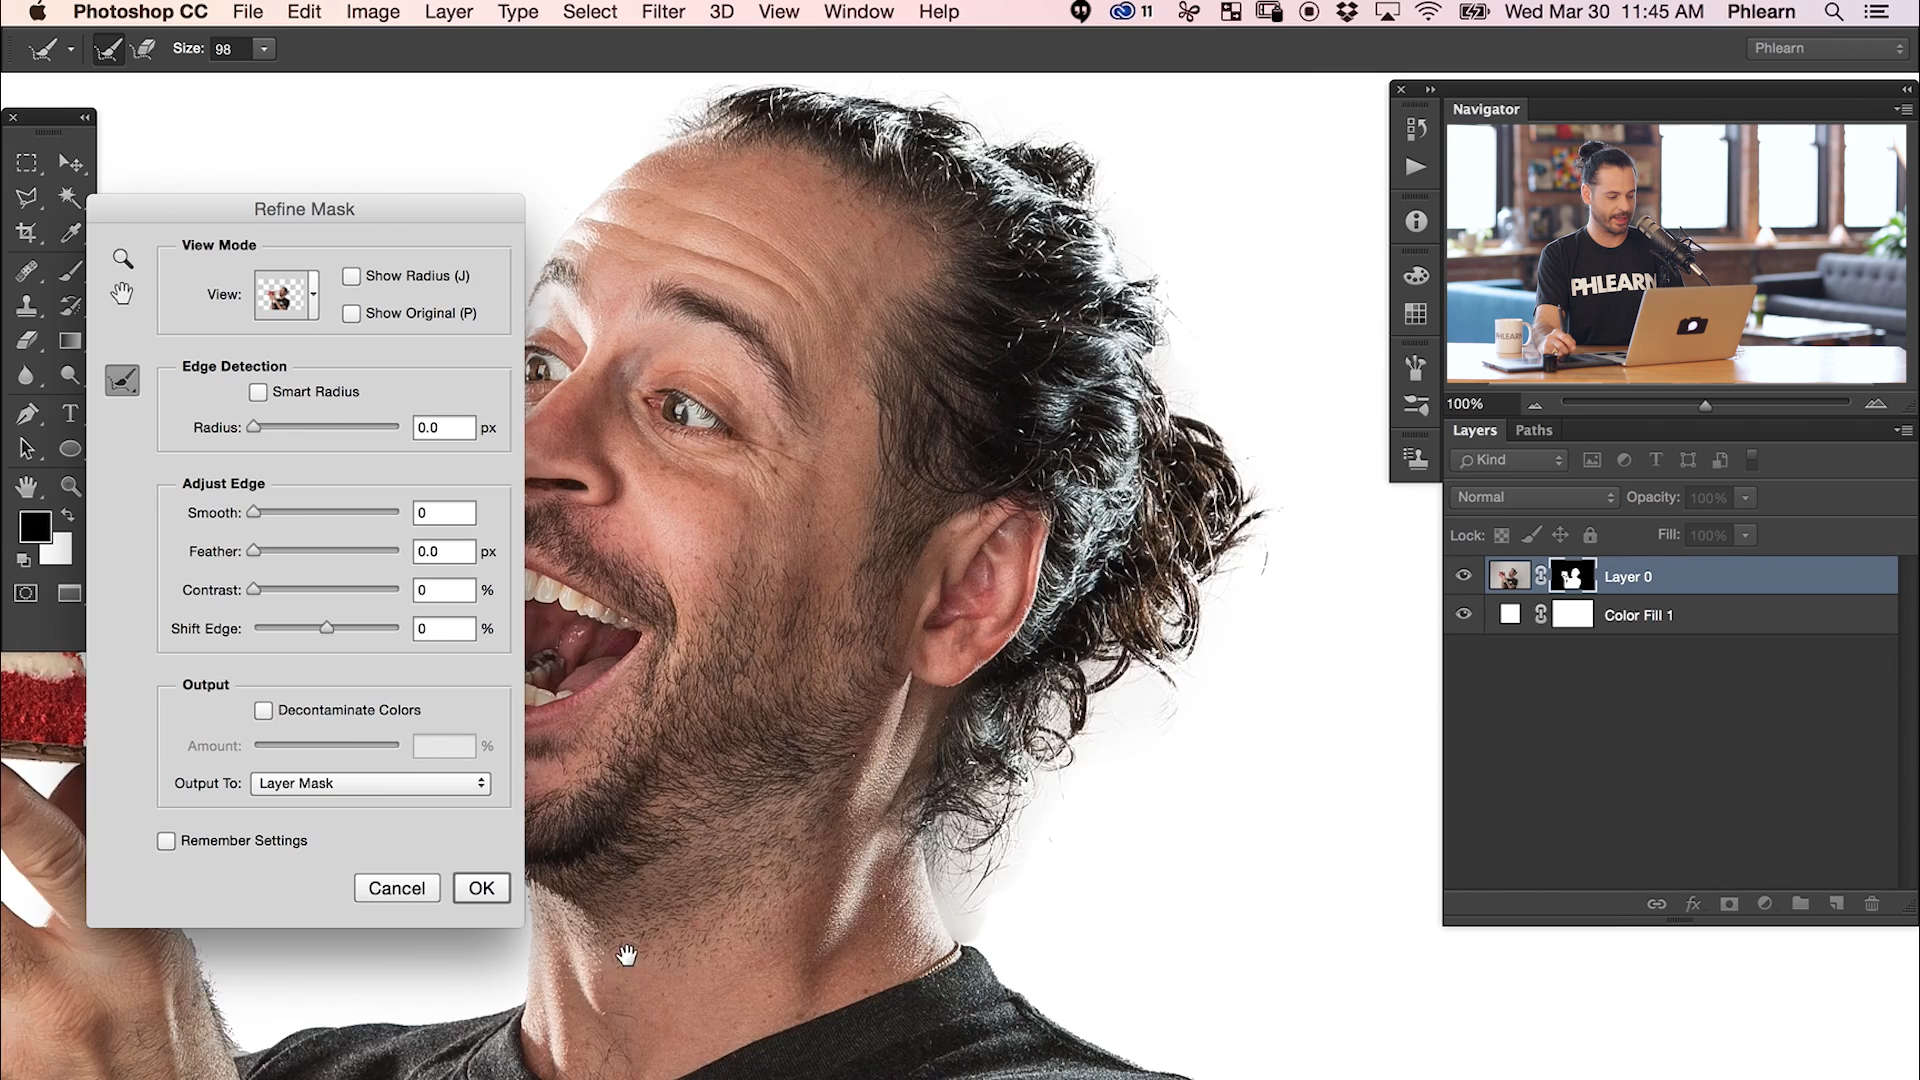 Photoshop CC File Edit Image Layer Type Select Filter 3D View Window Help 11 Wed Mar 30 11:45 AM Phlearn
Size: 98 Phlearn
Refine Mask
View Mode
View:
Show Radius (J)
Show Original (P)
Edge Detection
Smart Radius
Radius: 0.0 px
Adjust Edge
Smooth: 0
Feather: 0.0 px
Contrast: 0 %
Shift Edge: 0 %
Output
Decontaminate Colors
Amount: %
Output To: Layer Mask
Remember Settings
Cancel OK
Navigator
PHLEARN
PHLEARN
100%
Layers Paths
Kind
Normal Opacity: 100%
Lock: Fill: 100%
Layer 0
Color Fill 1
fx